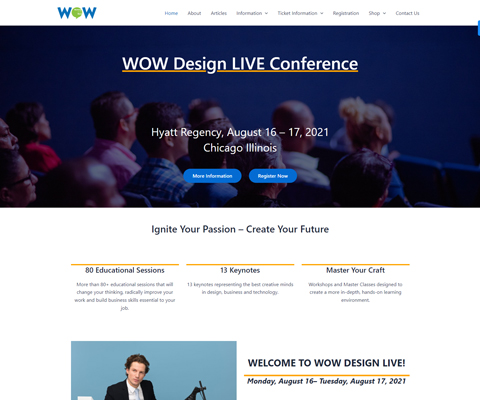 WOW
Home About Articles Information Ticket Information Registration Shop Contact Us
WOW Design LIVE Conference
Hyatt Regency, August 16 – 17, 2021
Chicago Illinois
More Information Register Now
Ignite Your Passion – Create Your Future
80 Educational Sessions
More than 80+ educational sessions that
will change your thinking, radically improve your
work and build business skills essential to your
job.
13 Keynotes
13 keynotes representing the best creative minds
in design, business and technology.
Master Your Craft
Workshops and Master Classes designed
to create a more in-depth, hands on learning
environment.
WELCOME TO WOW DESIGN LIVE!
Monday, August 16– Tuesday, August 17, 2021